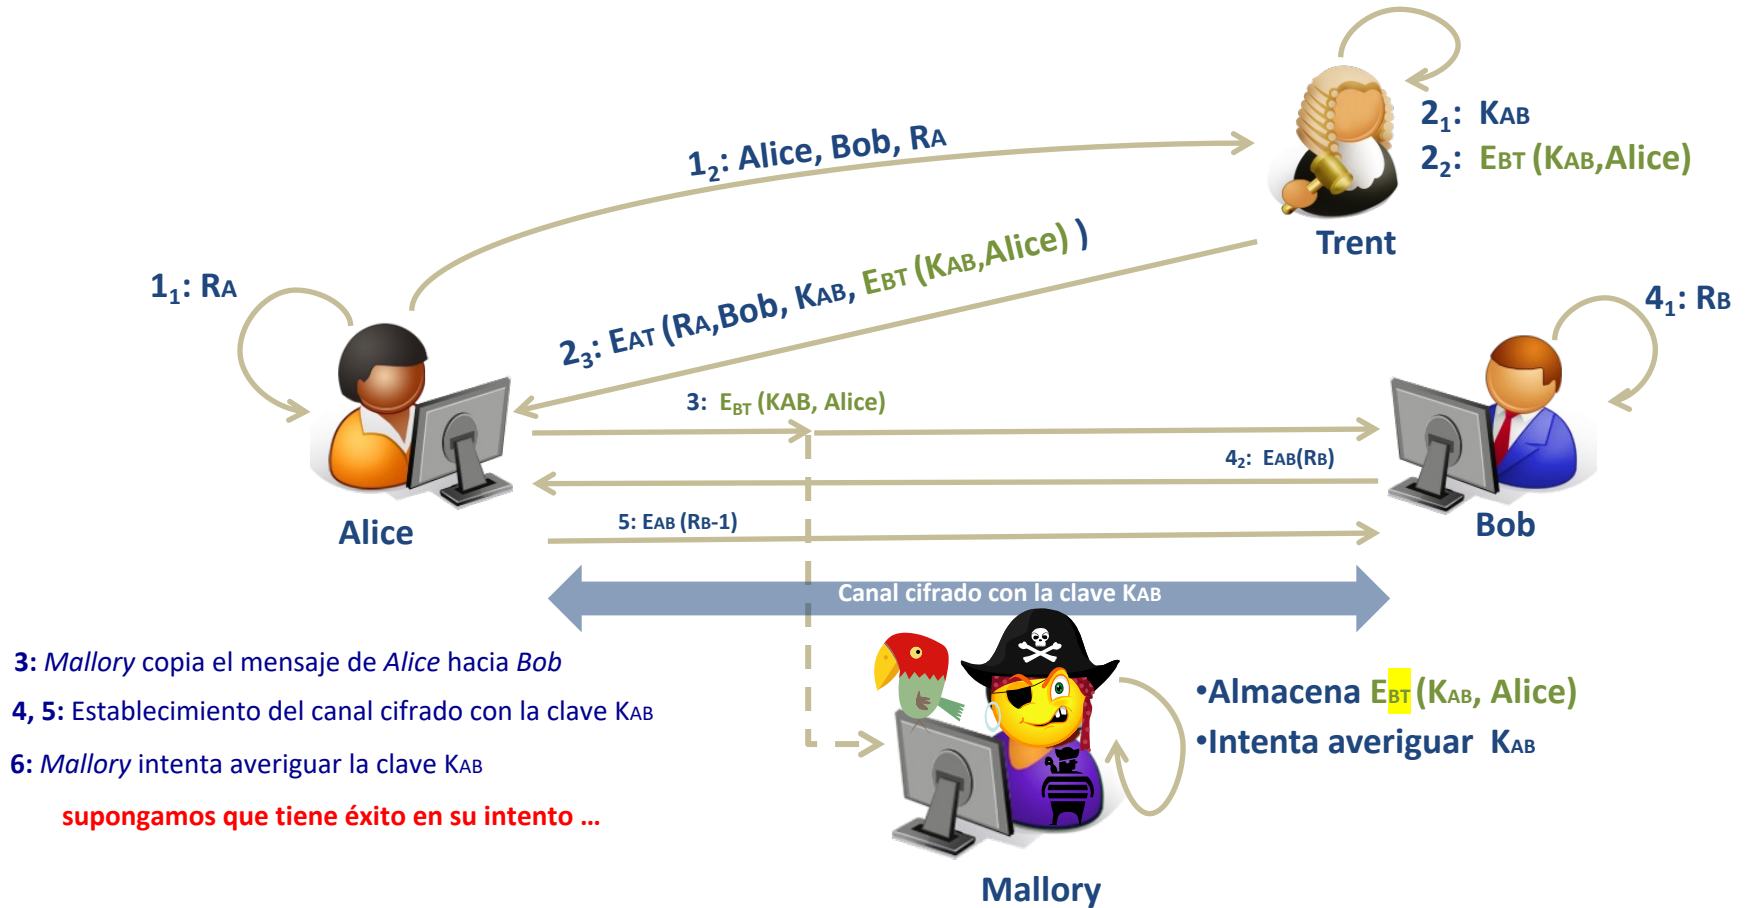 2₁: KAB
1₂: Alice, Bob, RA
2₂: EBT (KAB,Alice)
Trent
2₃: EAT (RA,Bob, KAB, EBT (KAB,Alice) )
1₁: RA
4₁: RB
3: EBT (KAB, Alice)
4₂: EAB(RB)
5: EAB (RB-1)
Alice
Bob
Canal cifrado con la clave KAB
3: Mallory copia el mensaje de Alice hacia Bob
4, 5: Establecimiento del canal cifrado con la clave KAB
6: Mallory intenta averiguar la clave KAB
supongamos que tiene éxito en su intento ...
•Almacena EBT (KAB, Alice)
•Intenta averiguar KAB
Mallory